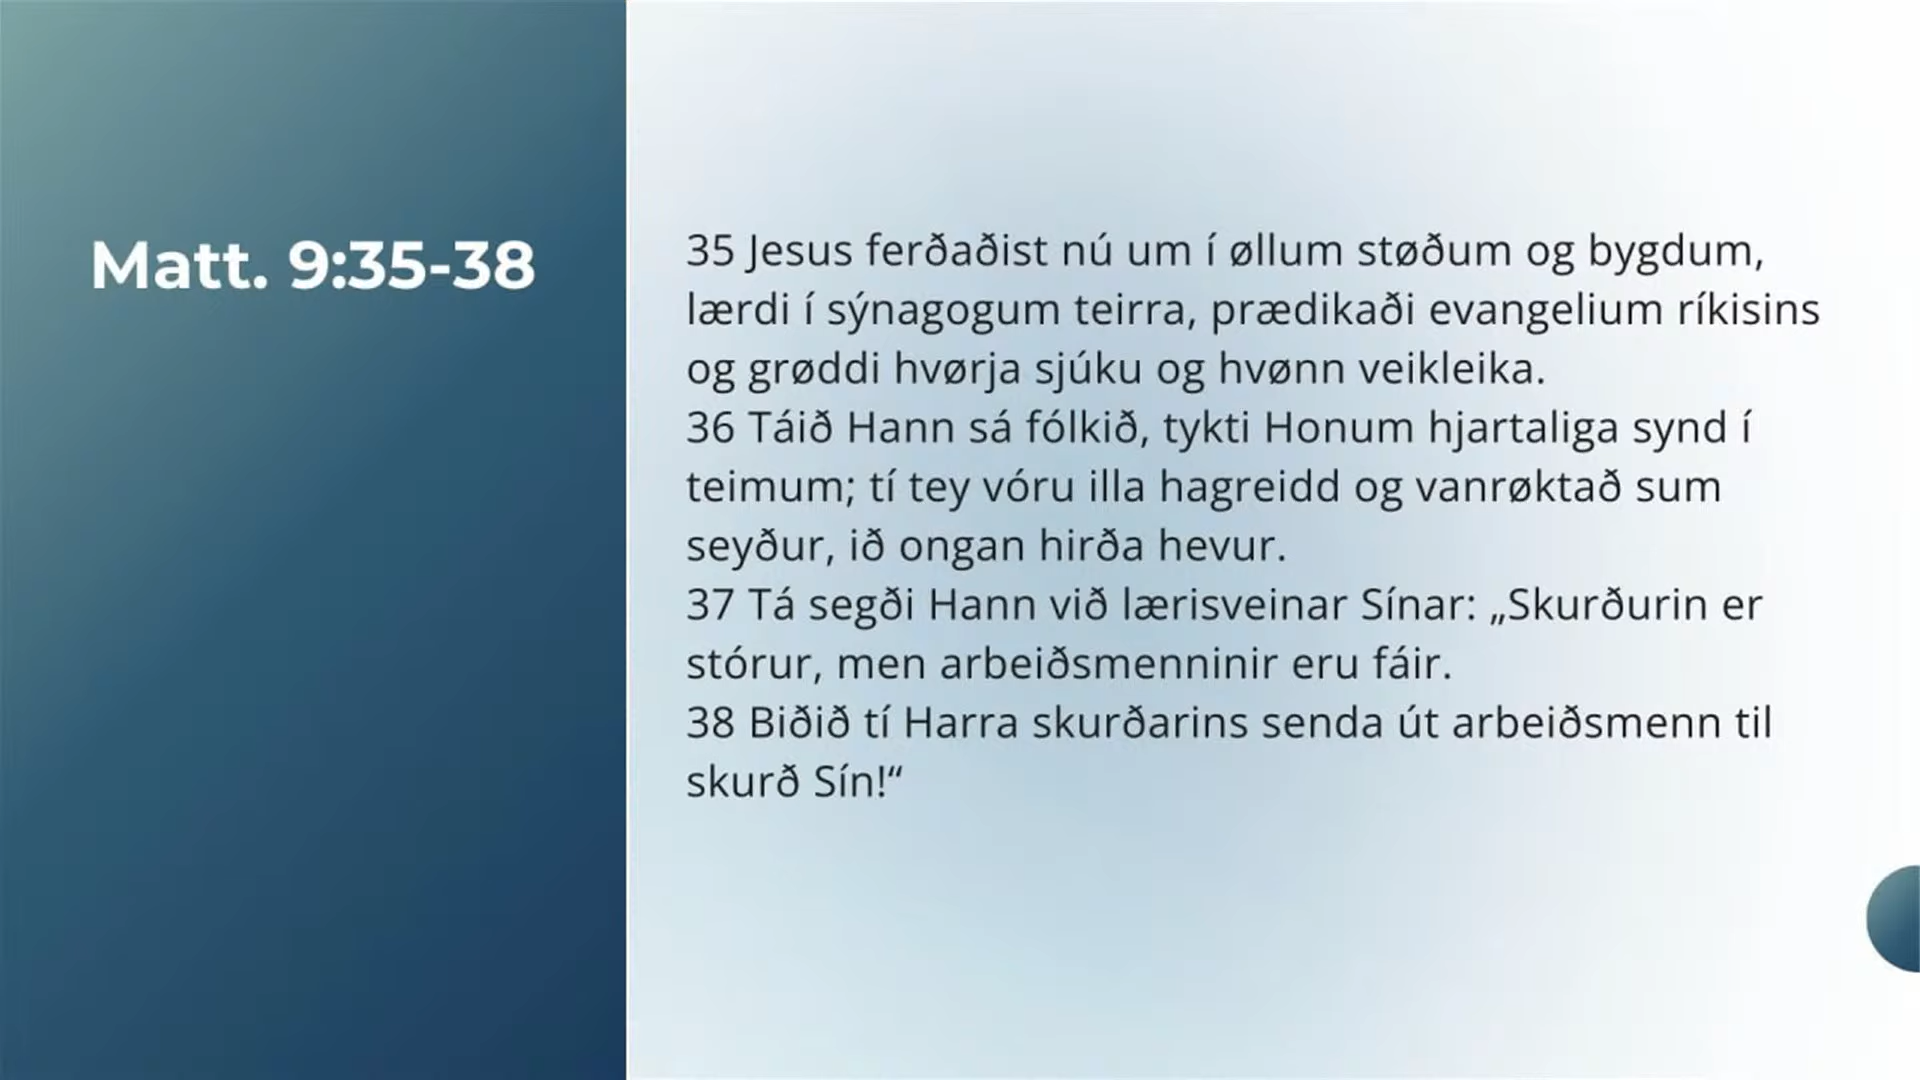 Matt. 9:35-38
35 Jesus ferðaðist nú um í øllum støðum og bygdum,
lærdi í sýnagogum teirra, prædikaði evangelium ríkisins
og grøddi hvørja sjúku og hvønn veikleika.
36 Táið Hann sá fólkið, tykti Honum hjartaliga synd í
teimum; tí tey vóru illa hagreidd og vanrøktað sum
seyður, ið ongan hirða hevur.
37 Tá segði Hann við lærisveinar Sínar: „Skurðurin er
stórur, men arbeiðsmenninir eru fáir.
38 Biðið tí Harra skurðarins senda út arbeiðsmenn til
skurð Sín!“